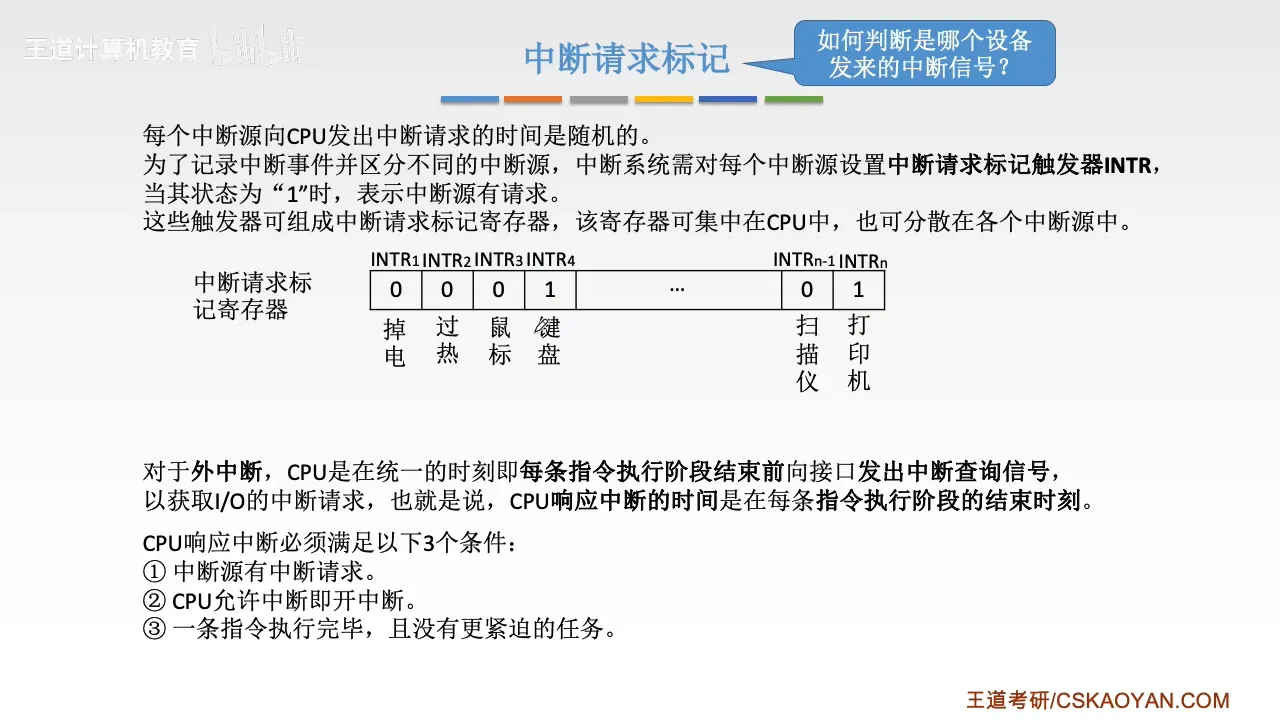 王道计算机教育 bilibili
中断请求标记
如何判断是哪个设备
发来的中断信号？
每个中断源向CPU发出中断请求的时间是随机的。
为了记录中断事件并区分不同的中断源，中断系统需对每个中断源设置中断请求标记触发器INTR，
当其状态为“1”时，表示中断源有请求。
这些触发器可组成中断请求标记寄存器，该寄存器可集中在CPU中，也可分散在各个中断源中。
INTR1 INTR2 INTR3 INTR4 INTRn-1 INTRn
中断请求标
记寄存器
0 0 0 1 ... 0 1
掉电 过热 鼠标 键盘 扫描仪 打印机
对于外中断，CPU是在统一的时刻即每条指令执行阶段结束前向接口发出中断查询信号，
以获取I/O的中断请求，也就是说，CPU响应中断的时间是在每条指令执行阶段的结束时刻。
CPU响应中断必须满足以下3个条件：
① 中断源有中断请求。
② CPU允许中断即开中断。
③ 一条指令执行完毕，且没有更紧迫的任务。
王道考研/CSKAOYAN.COM